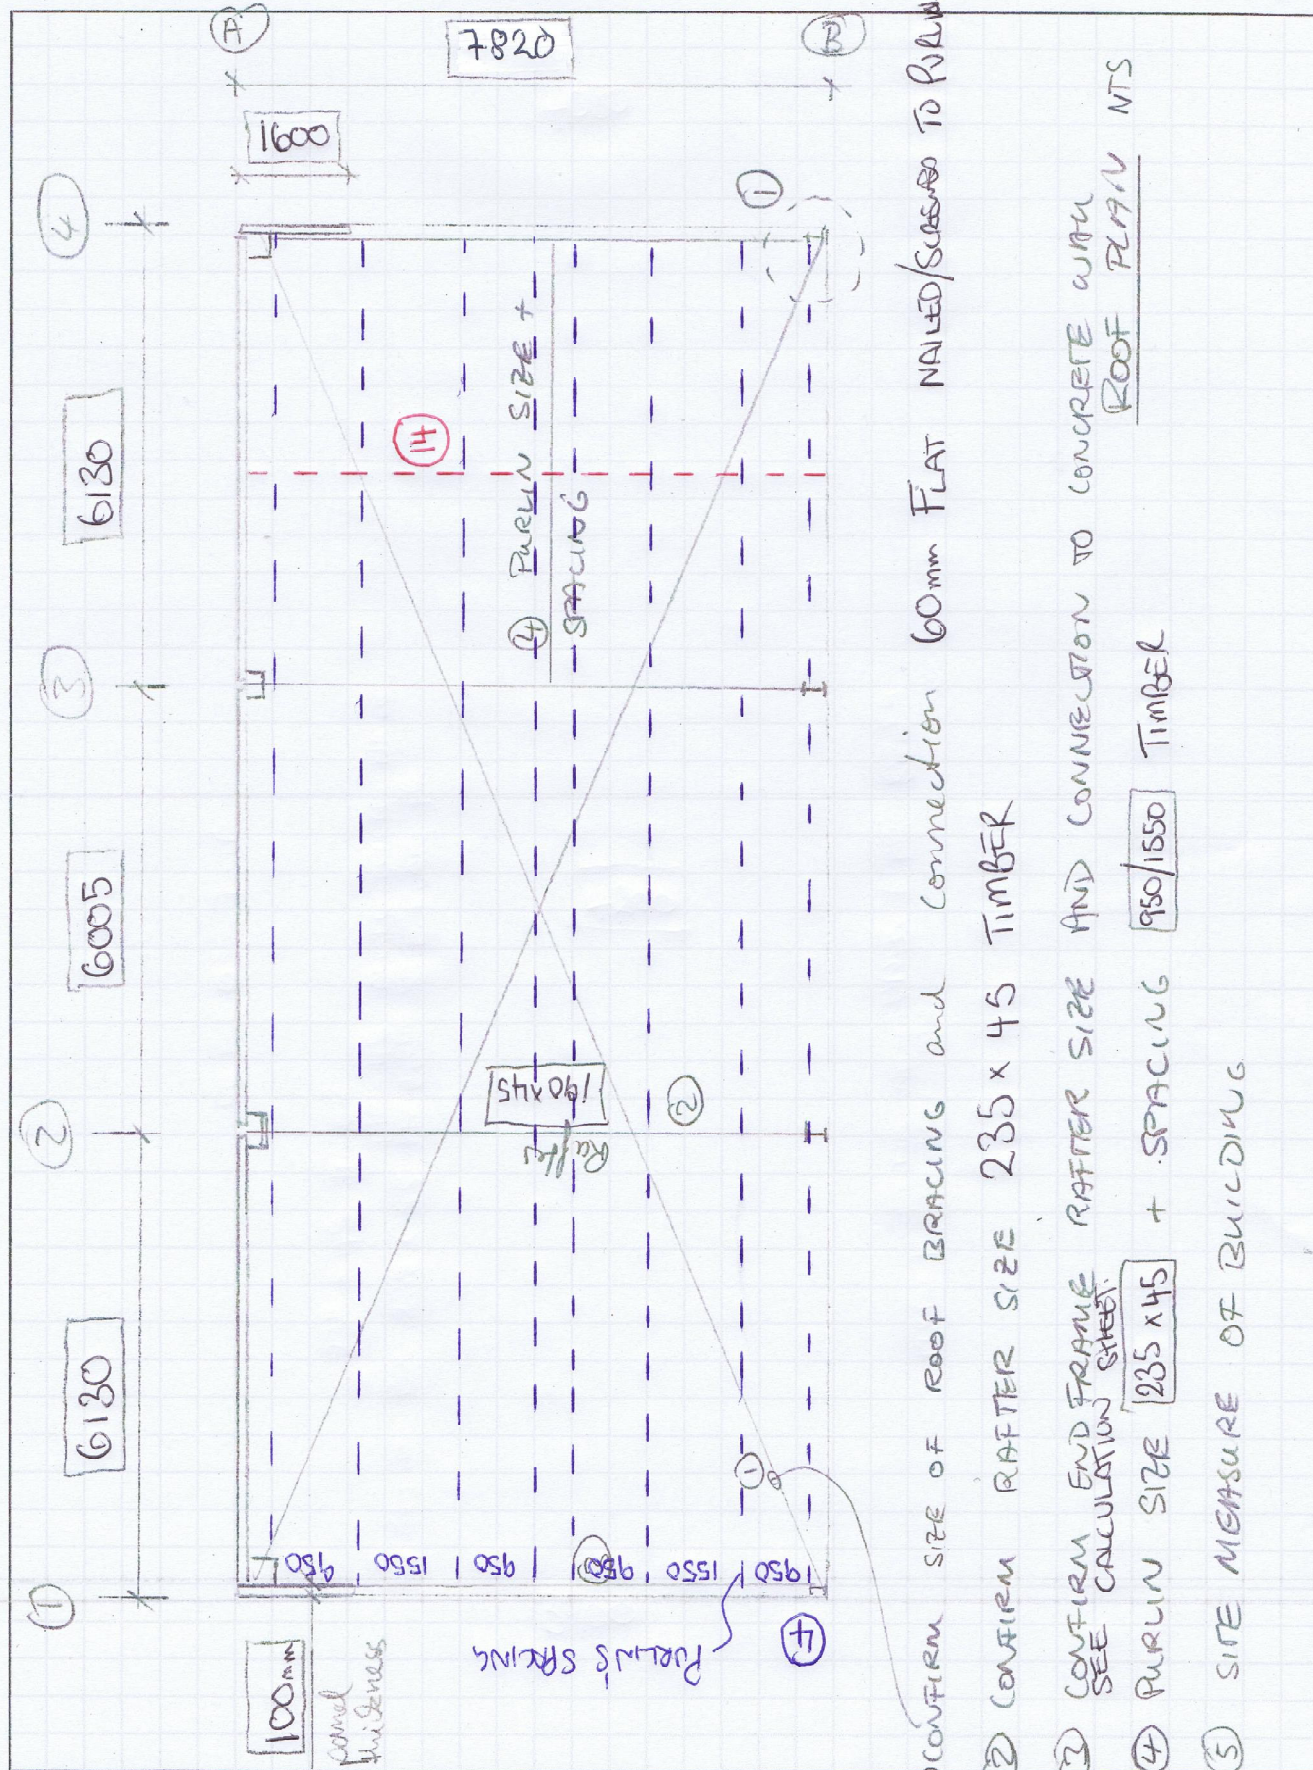 ① ② ③ ④
6130 6005 6130
Ⓐ
1600
7820
Ⓑ
100mm
panel
thickness
950
1550
950
950
1550
950
PURLIN'S SPACING
④
190x45
Rafter
②
⑭
④ PURLIN SIZE +
SPACING
①
①
CONFIRM SIZE OF ROOF BRACING and Connection 60mm FLAT NAILED/SCREWED TO PURLIN
② CONFIRM RAFTER SIZE 235 x 45 TIMBER
③ CONFIRM END FRAME RAFTER SIZE AND CONNECTION TO CONCRETE WALL
SEE CALCULATION SHEET.
④ PURLIN SIZE 235 x 45 + SPACING 950/1550 TIMBER
⑤ SITE MEASURE OF BUILDING
ROOF PLAN NTS